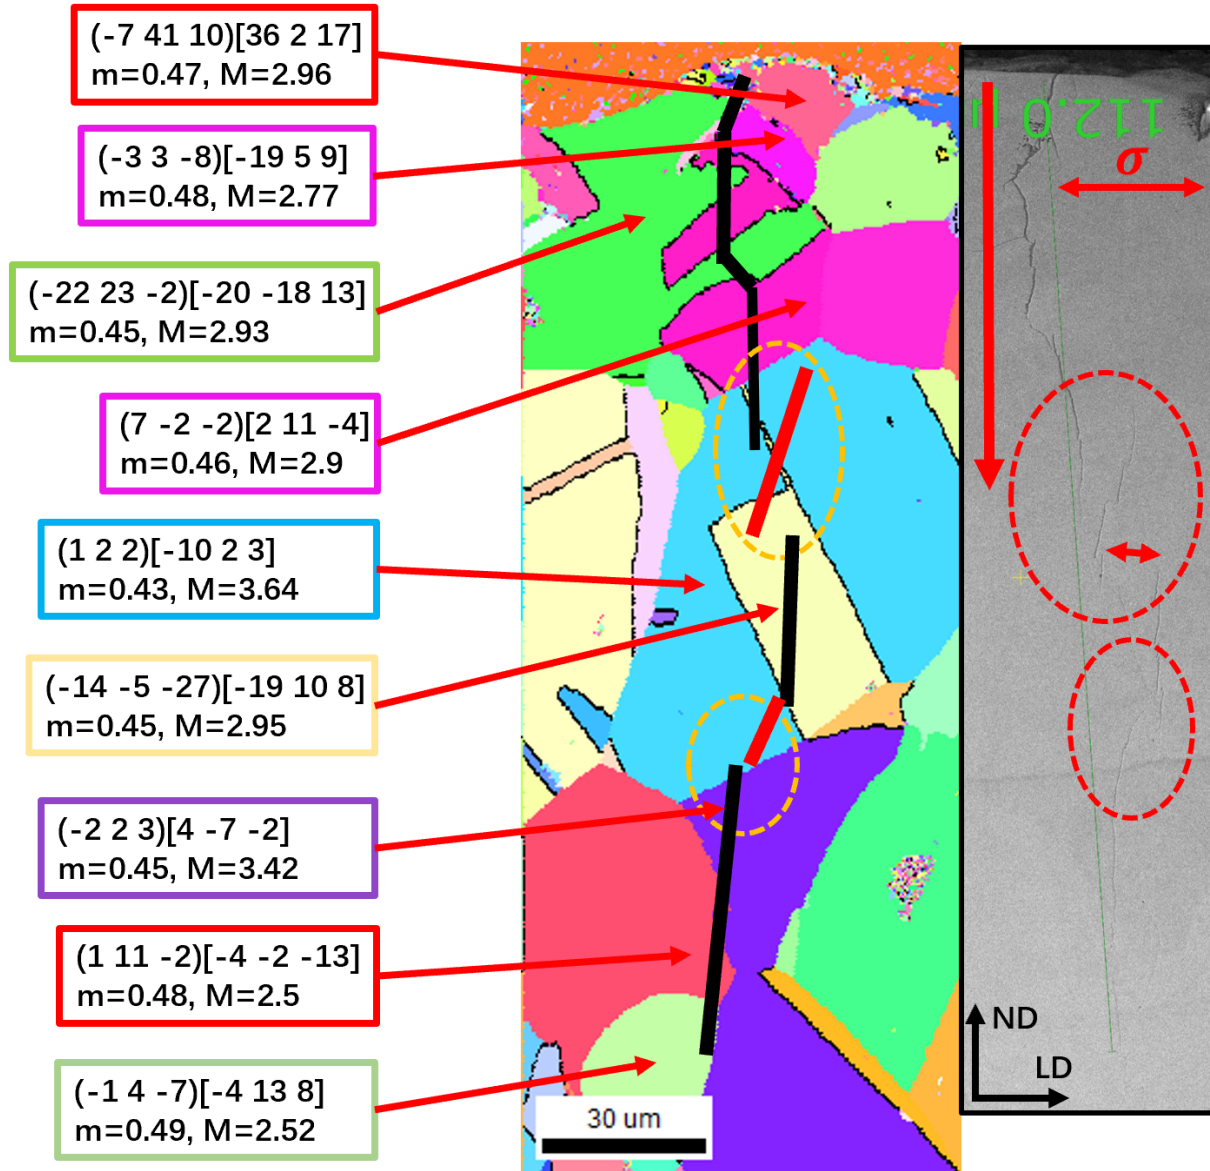 (-7 41 10)[36 2 17]
m=0.47, M=2.96
(-3 3 -8)[-19 5 9]
m=0.48, M=2.77
(-22 23 -2)[-20 -18 13]
m=0.45, M=2.93
(7 -2 -2)[2 11 -4]
m=0.46, M=2.9
(1 2 2)[-10 2 3]
m=0.43, M=3.64
(-14 -5 -27)[-19 10 8]
m=0.45, M=2.95
(-2 2 3)[4 -7 -2]
m=0.45, M=3.42
(1 11 -2)[-4 -2 -13]
m=0.48, M=2.5
(-1 4 -7)[-4 13 8]
m=0.49, M=2.52
30 um
112.0 µ
σ
ND
LD